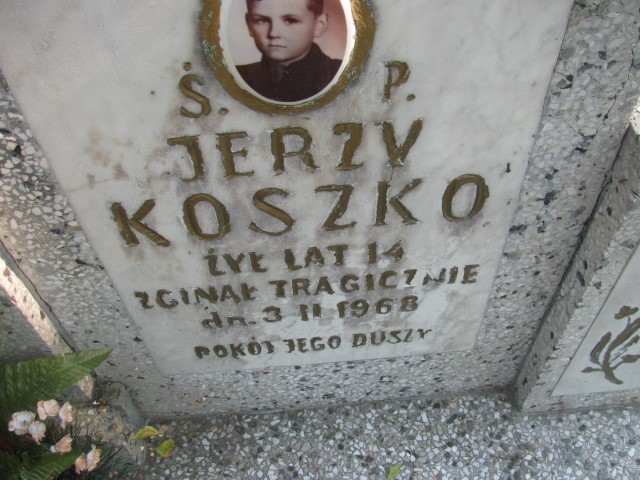 Ś. P.
JERZY
KOSZKO
ŻYŁ LAT 14
ZGINĄŁ TRAGICZNIE
dn. 3 II 1968
POKÓJ JEGO DUSZY